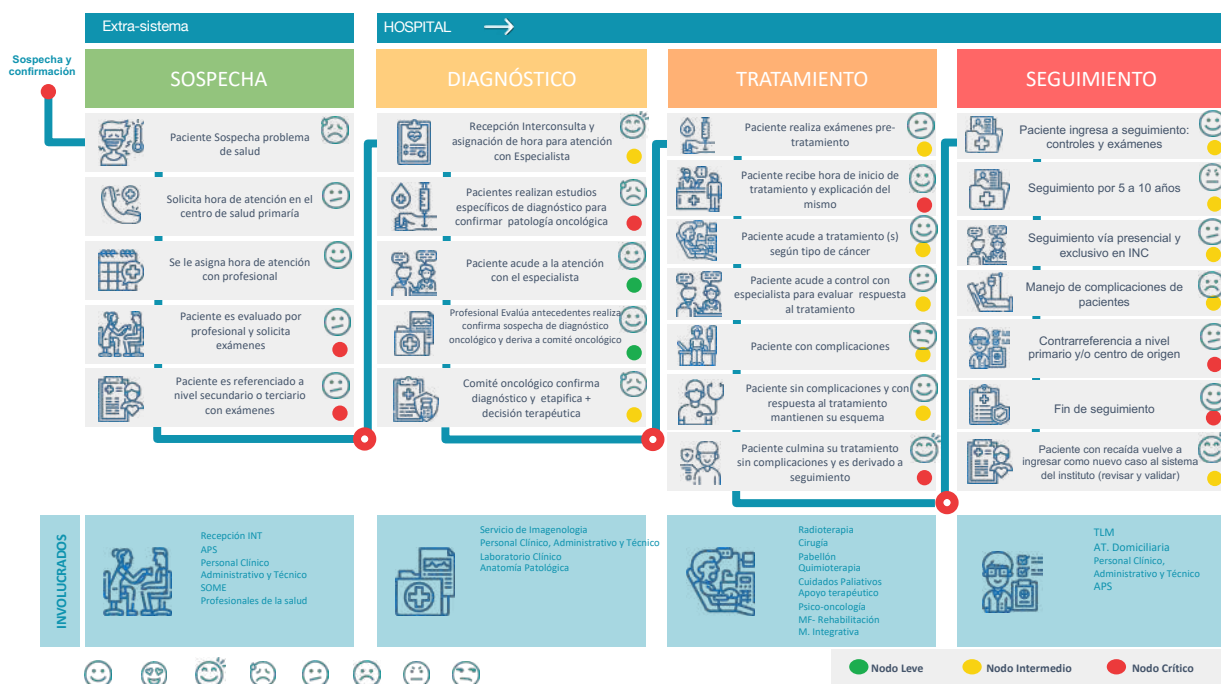 Extra-sistema
HOSPITAL
Sospecha y
confirmación
SOSPECHA
Paciente Sospecha problema
de salud
Solicita hora de atención en el
centro de salud primaría
Se le asigna hora de atención
con profesional
Paciente es evaluado por
profesional y solicita
exámenes
Paciente es referenciado a
nivel secundario o terciario
con exámenes
DIAGNÓSTICO
Recepción Interconsulta y
asignación de hora para atención
con Especialista
Pacientes realizan estudios
específicos de diagnóstico para
confirmar patología oncológica
Paciente acude a la atención
con el especialista
Profesional Evalúa antecedentes realiza
confirma sospecha de diagnóstico
oncológico y deriva a comité oncológico
Comité oncológico confirma
diagnóstico y etapifica +
decisión terapéutica
TRATAMIENTO
Paciente realiza exámenes pre-
tratamiento
Paciente recibe hora de inicio de
tratamiento y explicación del
mismo
Paciente acude a tratamiento (s)
según tipo de cáncer
Paciente acude a control con
especialista para evaluar respuesta
al tratamiento
Paciente con complicaciones
Paciente sin complicaciones y con
respuesta al tratamiento
mantienen su esquema
Paciente culmina su tratamiento
sin complicaciones y es derivado a
seguimiento
SEGUIMIENTO
Paciente ingresa a seguimiento:
controles y exámenes
Seguimiento por 5 a 10 años
Seguimiento vía presencial y
exclusivo en INC
Manejo de complicaciones de
pacientes
Contrarreferencia a nivel
primario y/o centro de origen
Fin de seguimiento
Paciente con recaída vuelve a
ingresar como nuevo caso al sistema
del instituto (revisar y validar)
INVOLUCRADOS
Recepción INT
APS
Personal Clínico
Administrativo y Técnico
SOME
Profesionales de la salud
Servicio de Imagenologia
Personal Clínico, Administrativo y Técnico
Laboratorio Clínico
Anatomía Patológica
Radioterapia
Cirugía
Pabellón
Quimioterapia
Cuidados Paliativos
Apoyo terapéutico
Psico-oncología
MF- Rehabilitación
M. Integrativa
TLM
AT. Domiciliaria
Personal Clínico,
Administrativo y Técnico
APS
Nodo Leve
Nodo Intermedio
Nodo Crítico